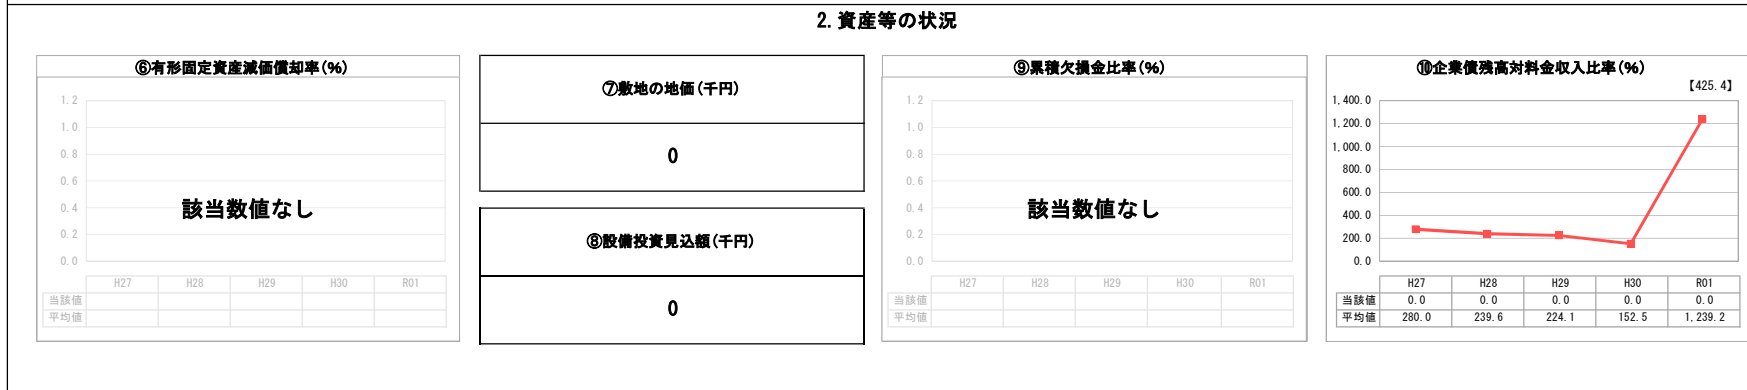 2. 資産等の状況
⑥有形固定資産減価償却率(%)
1.2
1.0
0.8
0.6
0.4
0.2
0.0
該当数値なし
H27 H28 H29 H30 R01
当該値
平均値
⑦敷地の地価(千円)
0
⑧設備投資見込額(千円)
0
⑨累積欠損金比率(%)
1.2
1.0
0.8
0.6
0.4
0.2
0.0
該当数値なし
H27 H28 H29 H30 R01
当該値
平均値
⑩企業債残高対料金収入比率(%)
【425.4】
1,400.0
1,200.0
1,000.0
800.0
600.0
400.0
200.0
0.0
H27 H28 H29 H30 R01
当該値 0.0 0.0 0.0 0.0 0.0
平均値 280.0 239.6 224.1 152.5 1,239.2